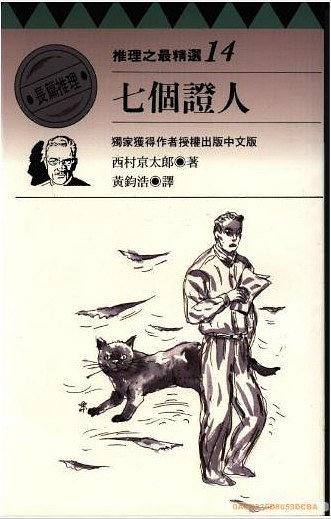 推理之最精選14
長篇推理
七個證人
獨家獲得作者授權出版中文版
西村京太郎◉著
黃鈞浩◉譯